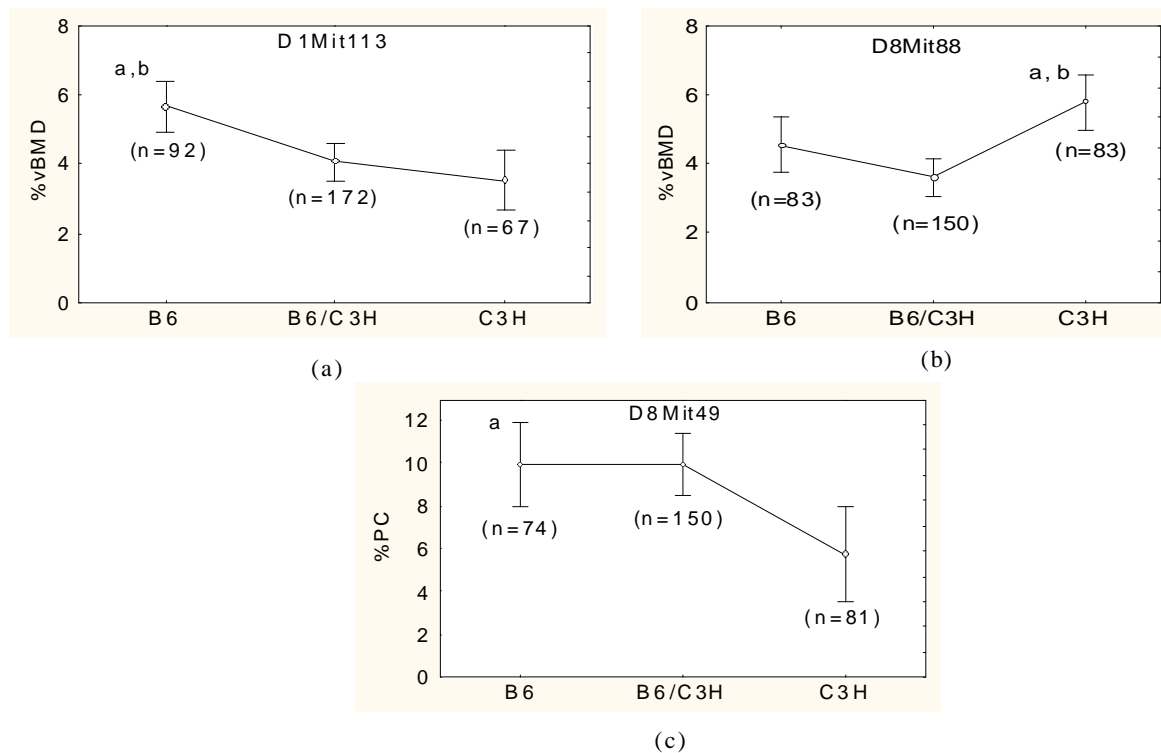 D1Mit113
8
6
4
2
0
%vBMD
a,b
(n=92)
(n=172)
(n=67)
B6
B6/C3H
C3H
(a)
D8Mit88
8
6
4
2
0
%vBMD
a, b
(n=83)
(n=150)
(n=83)
B6
B6/C3H
C3H
(b)
D8Mit49
12
10
8
6
4
2
0
%PC
a
(n=74)
(n=150)
(n=81)
B6
B6/C3H
C3H
(c)